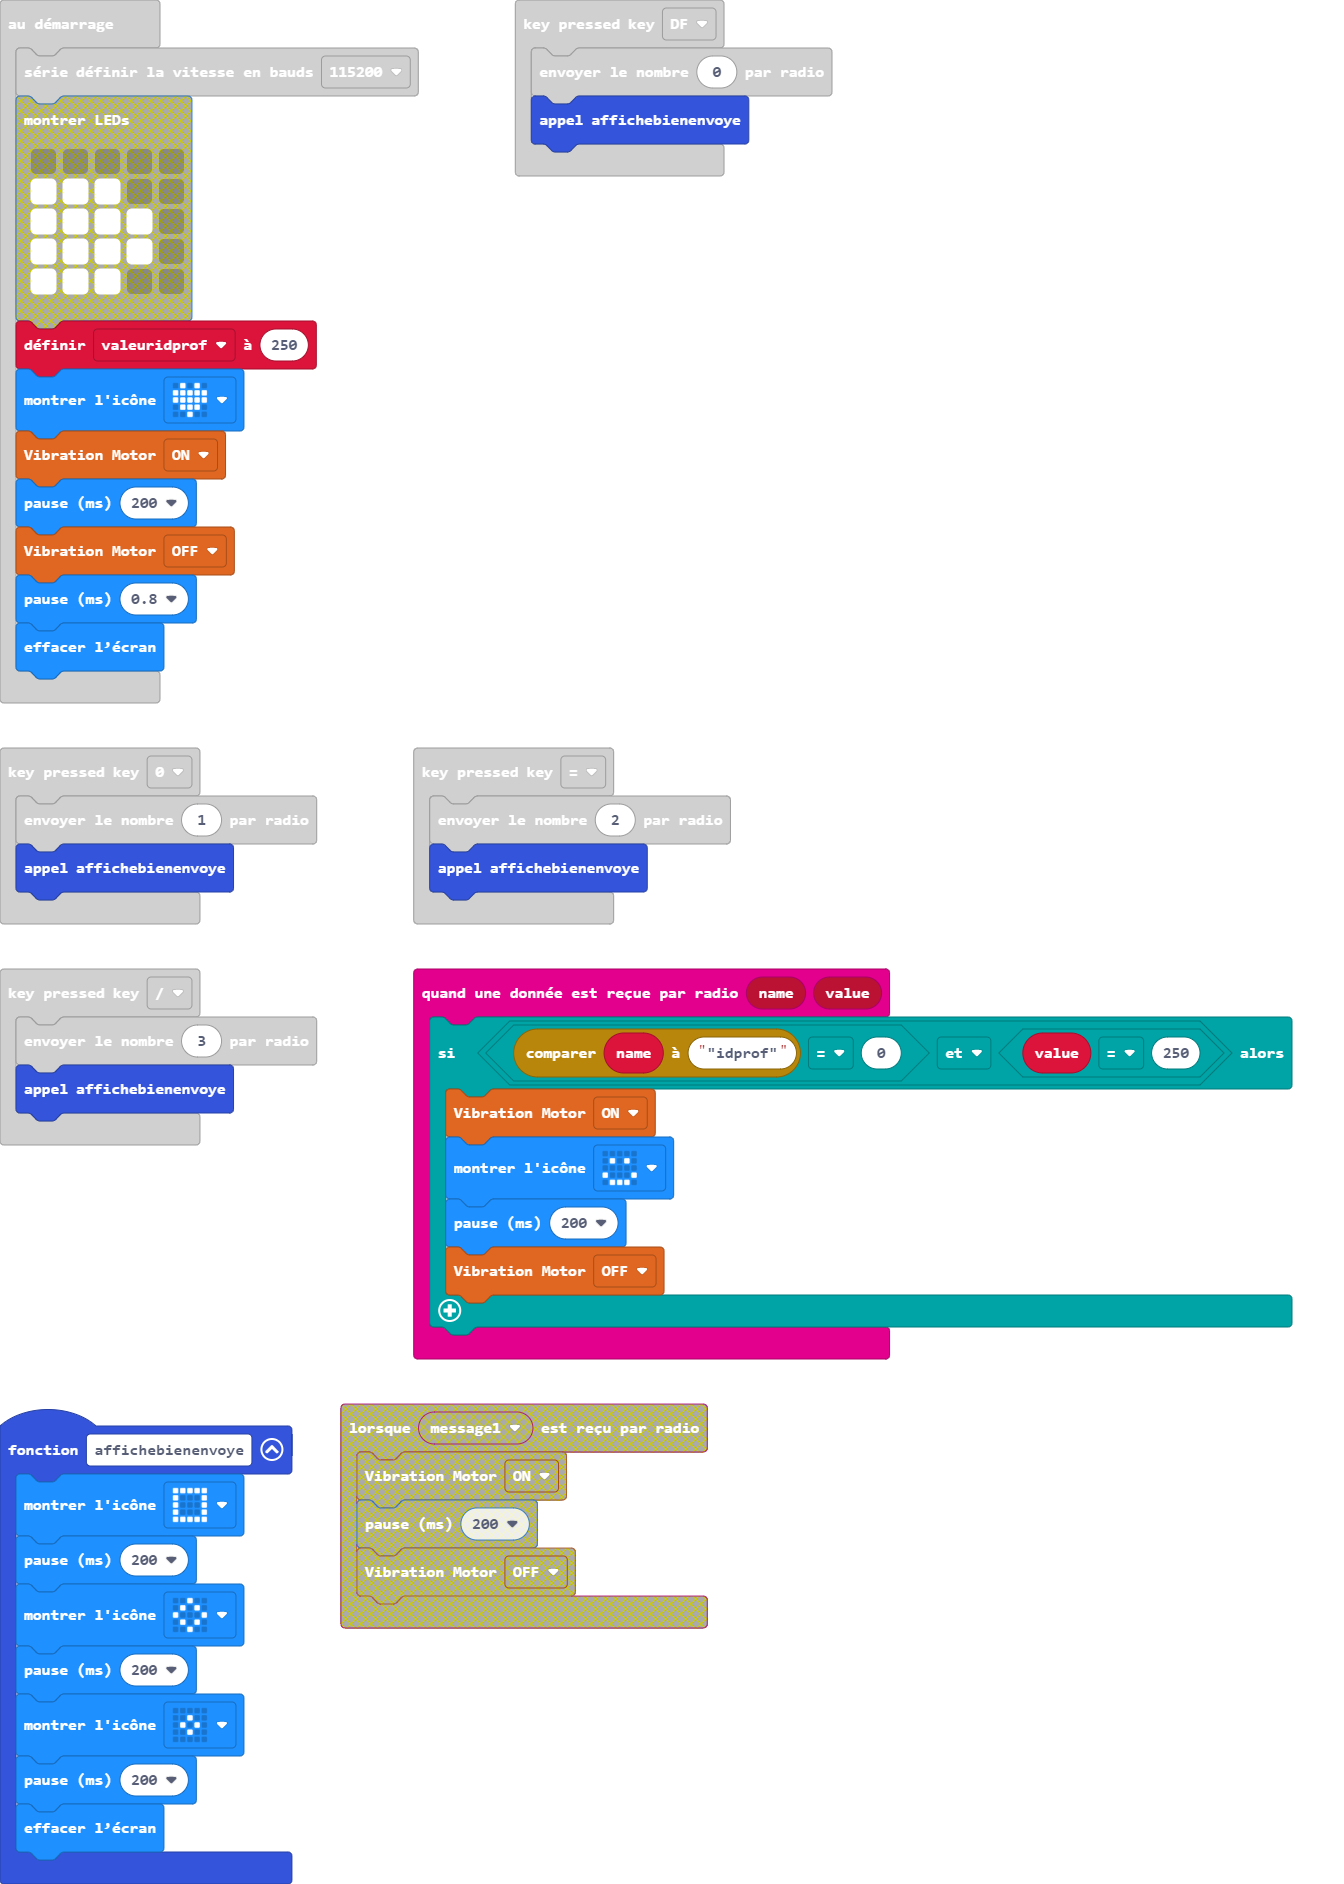 au démarrage
série définir la vitesse en bauds 115200
montrer LEDs
définir valeuridprof à 250
montrer l'icône
Vibration Motor ON
pause (ms) 200
Vibration Motor OFF
pause (ms) 0.8
effacer l’écran
key pressed key DF
envoyer le nombre 0 par radio
appel affichebienenvoye
key pressed key 0
envoyer le nombre 1 par radio
appel affichebienenvoye
key pressed key =
envoyer le nombre 2 par radio
appel affichebienenvoye
key pressed key /
envoyer le nombre 3 par radio
appel affichebienenvoye
quand une donnée est reçue par radio name value
si comparer name à ""idprof"" = 0 et value = 250 alors
Vibration Motor ON
montrer l'icône
pause (ms) 200
Vibration Motor OFF
fonction affichebienenvoye
montrer l'icône
pause (ms) 200
montrer l'icône
pause (ms) 200
montrer l'icône
pause (ms) 200
effacer l’écran
lorsque message1 est reçu par radio
Vibration Motor ON
pause (ms) 200
Vibration Motor OFF